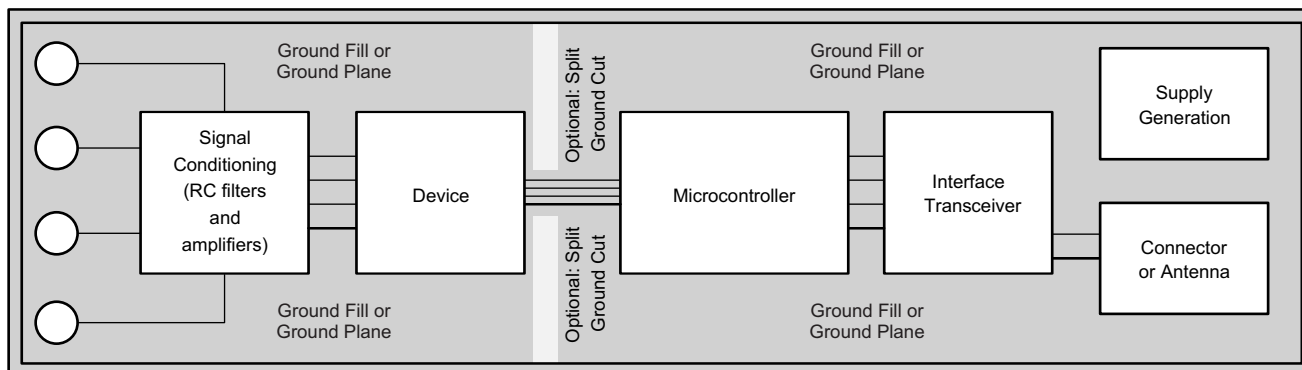 Ground Fill or
Ground Plane
Optional: Split
Ground Cut
Ground Fill or
Ground Plane
Supply
Generation
Signal
Conditioning
(RC filters
and
amplifiers)
Device
Microcontroller
Interface
Transceiver
Connector
or Antenna
Ground Fill or
Ground Plane
Optional: Split
Ground Cut
Ground Fill or
Ground Plane